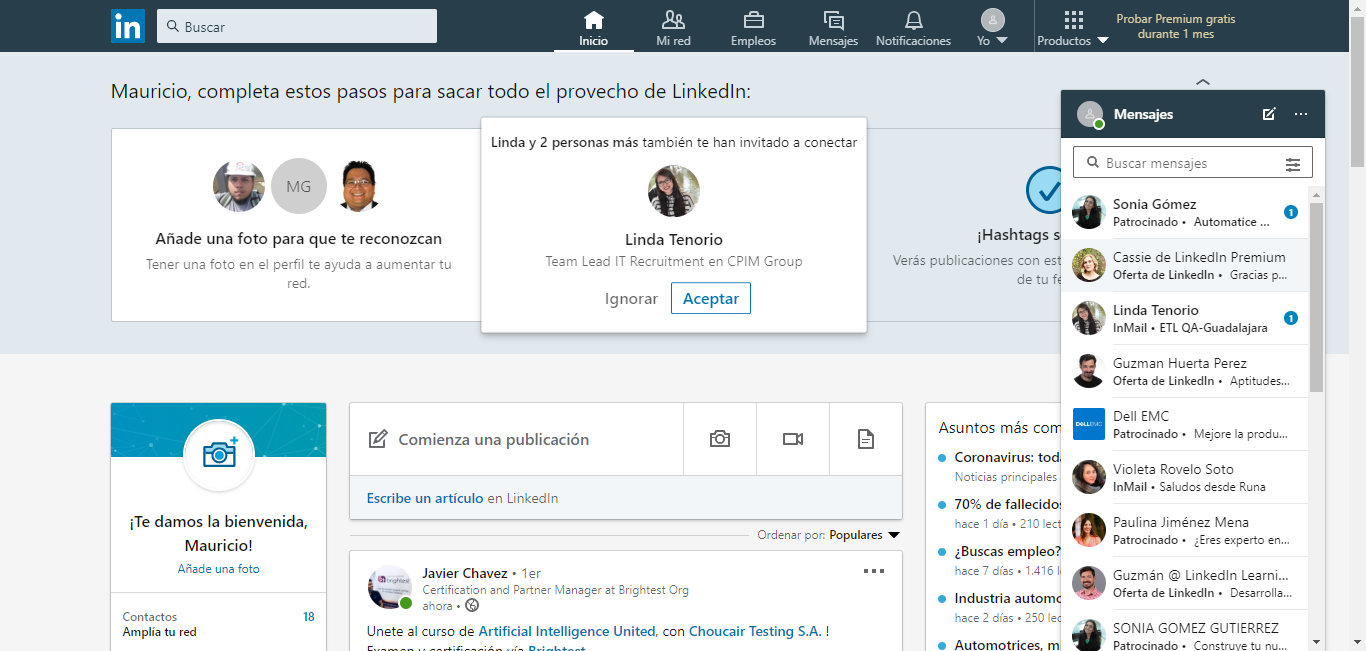 in
Buscar
Inicio
Mi red
Empleos
Mensajes
Notificaciones
Yo
Productos
Probar Premium gratis
durante 1 mes
Mauricio, completa estos pasos para sacar todo el provecho de LinkedIn:
MG
Añade una foto para que te reconozcan
Tener una foto en el perfil te ayuda a aumentar tu
red.
Linda y 2 personas más también te han invitado a conectar
Linda Tenorio
Team Lead IT Recruitment en CPIM Group
Ignorar
Aceptar
¡Hashtags s
Verás publicaciones con est
de tu fe
¡Te damos la bienvenida,
Mauricio!
Añade una foto
Contactos 18
Amplía tu red
Comienza una publicación
Escribe un artículo en LinkedIn
Ordenar por: Populares
Javier Chavez • 1er
Certification and Partner Manager at Brightest Org
ahora •
Unete al curso de Artificial Intelligence United, con Choucair Testing S.A. !
Examen y certificación vía Brightest
Asuntos más com
Coronavirus: toda
Noticias principales
70% de fallecidos
hace 1 día • 210 lect
¿Buscas empleo?
hace 7 días • 1.416 l
Industria automo
hace 2 días • 250 lec
Automotrices, m
Mensajes
Buscar mensajes
Sonia Gómez
Patrocinado • Automatice ...
1
Cassie de LinkedIn Premium
Oferta de LinkedIn • Gracias p...
Linda Tenorio
InMail • ETL QA-Guadalajara
1
Guzman Huerta Perez
Oferta de LinkedIn • Aptitudes...
DELLEMC
Dell EMC
Patrocinado • Mejore la produ...
Violeta Rovelo Soto
InMail • Saludos desde Runa
Paulina Jiménez Mena
Patrocinado • ¿Eres experto en...
Guzmán @ LinkedIn Learni...
Oferta de LinkedIn • Desarrolla...
SONIA GOMEZ GUTIERREZ
Patrocinado • Construye tu nu...